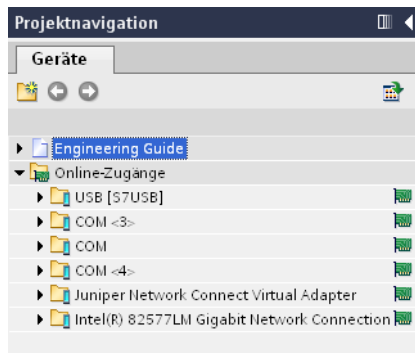 Projektnavigation
Geräte
Engineering Guide
Online-Zugänge
USB [S7USB]
COM <3>
COM
COM <4>
Juniper Network Connect Virtual Adapter
Intel(R) 82577LM Gigabit Network Connection